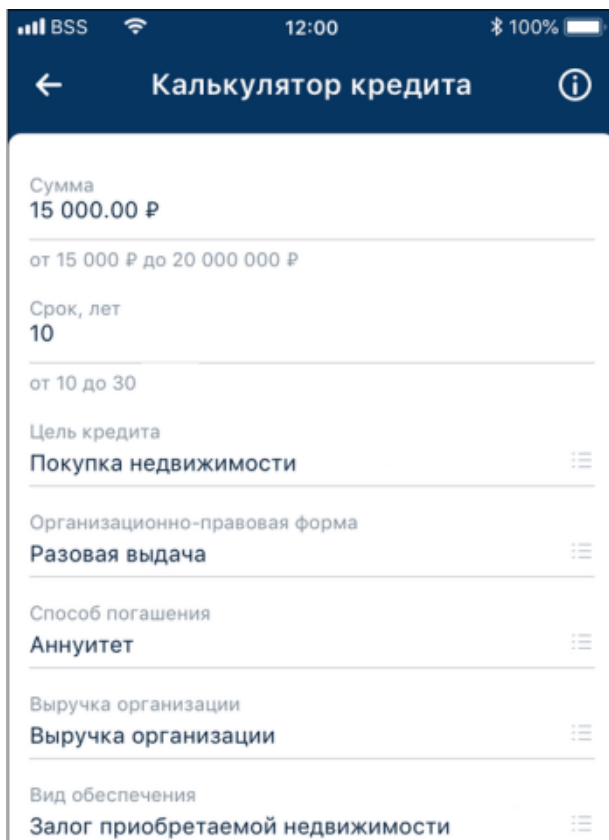 BSS 12:00 100%
Калькулятор кредита
Сумма
15 000.00 ₽
от 15 000 ₽ до 20 000 000 ₽
Срок, лет
10
от 10 до 30
Цель кредита
Покупка недвижимости
Организационно-правовая форма
Разовая выдача
Способ погашения
Аннуитет
Выручка организации
Выручка организации
Вид обеспечения
Залог приобретаемой недвижимости